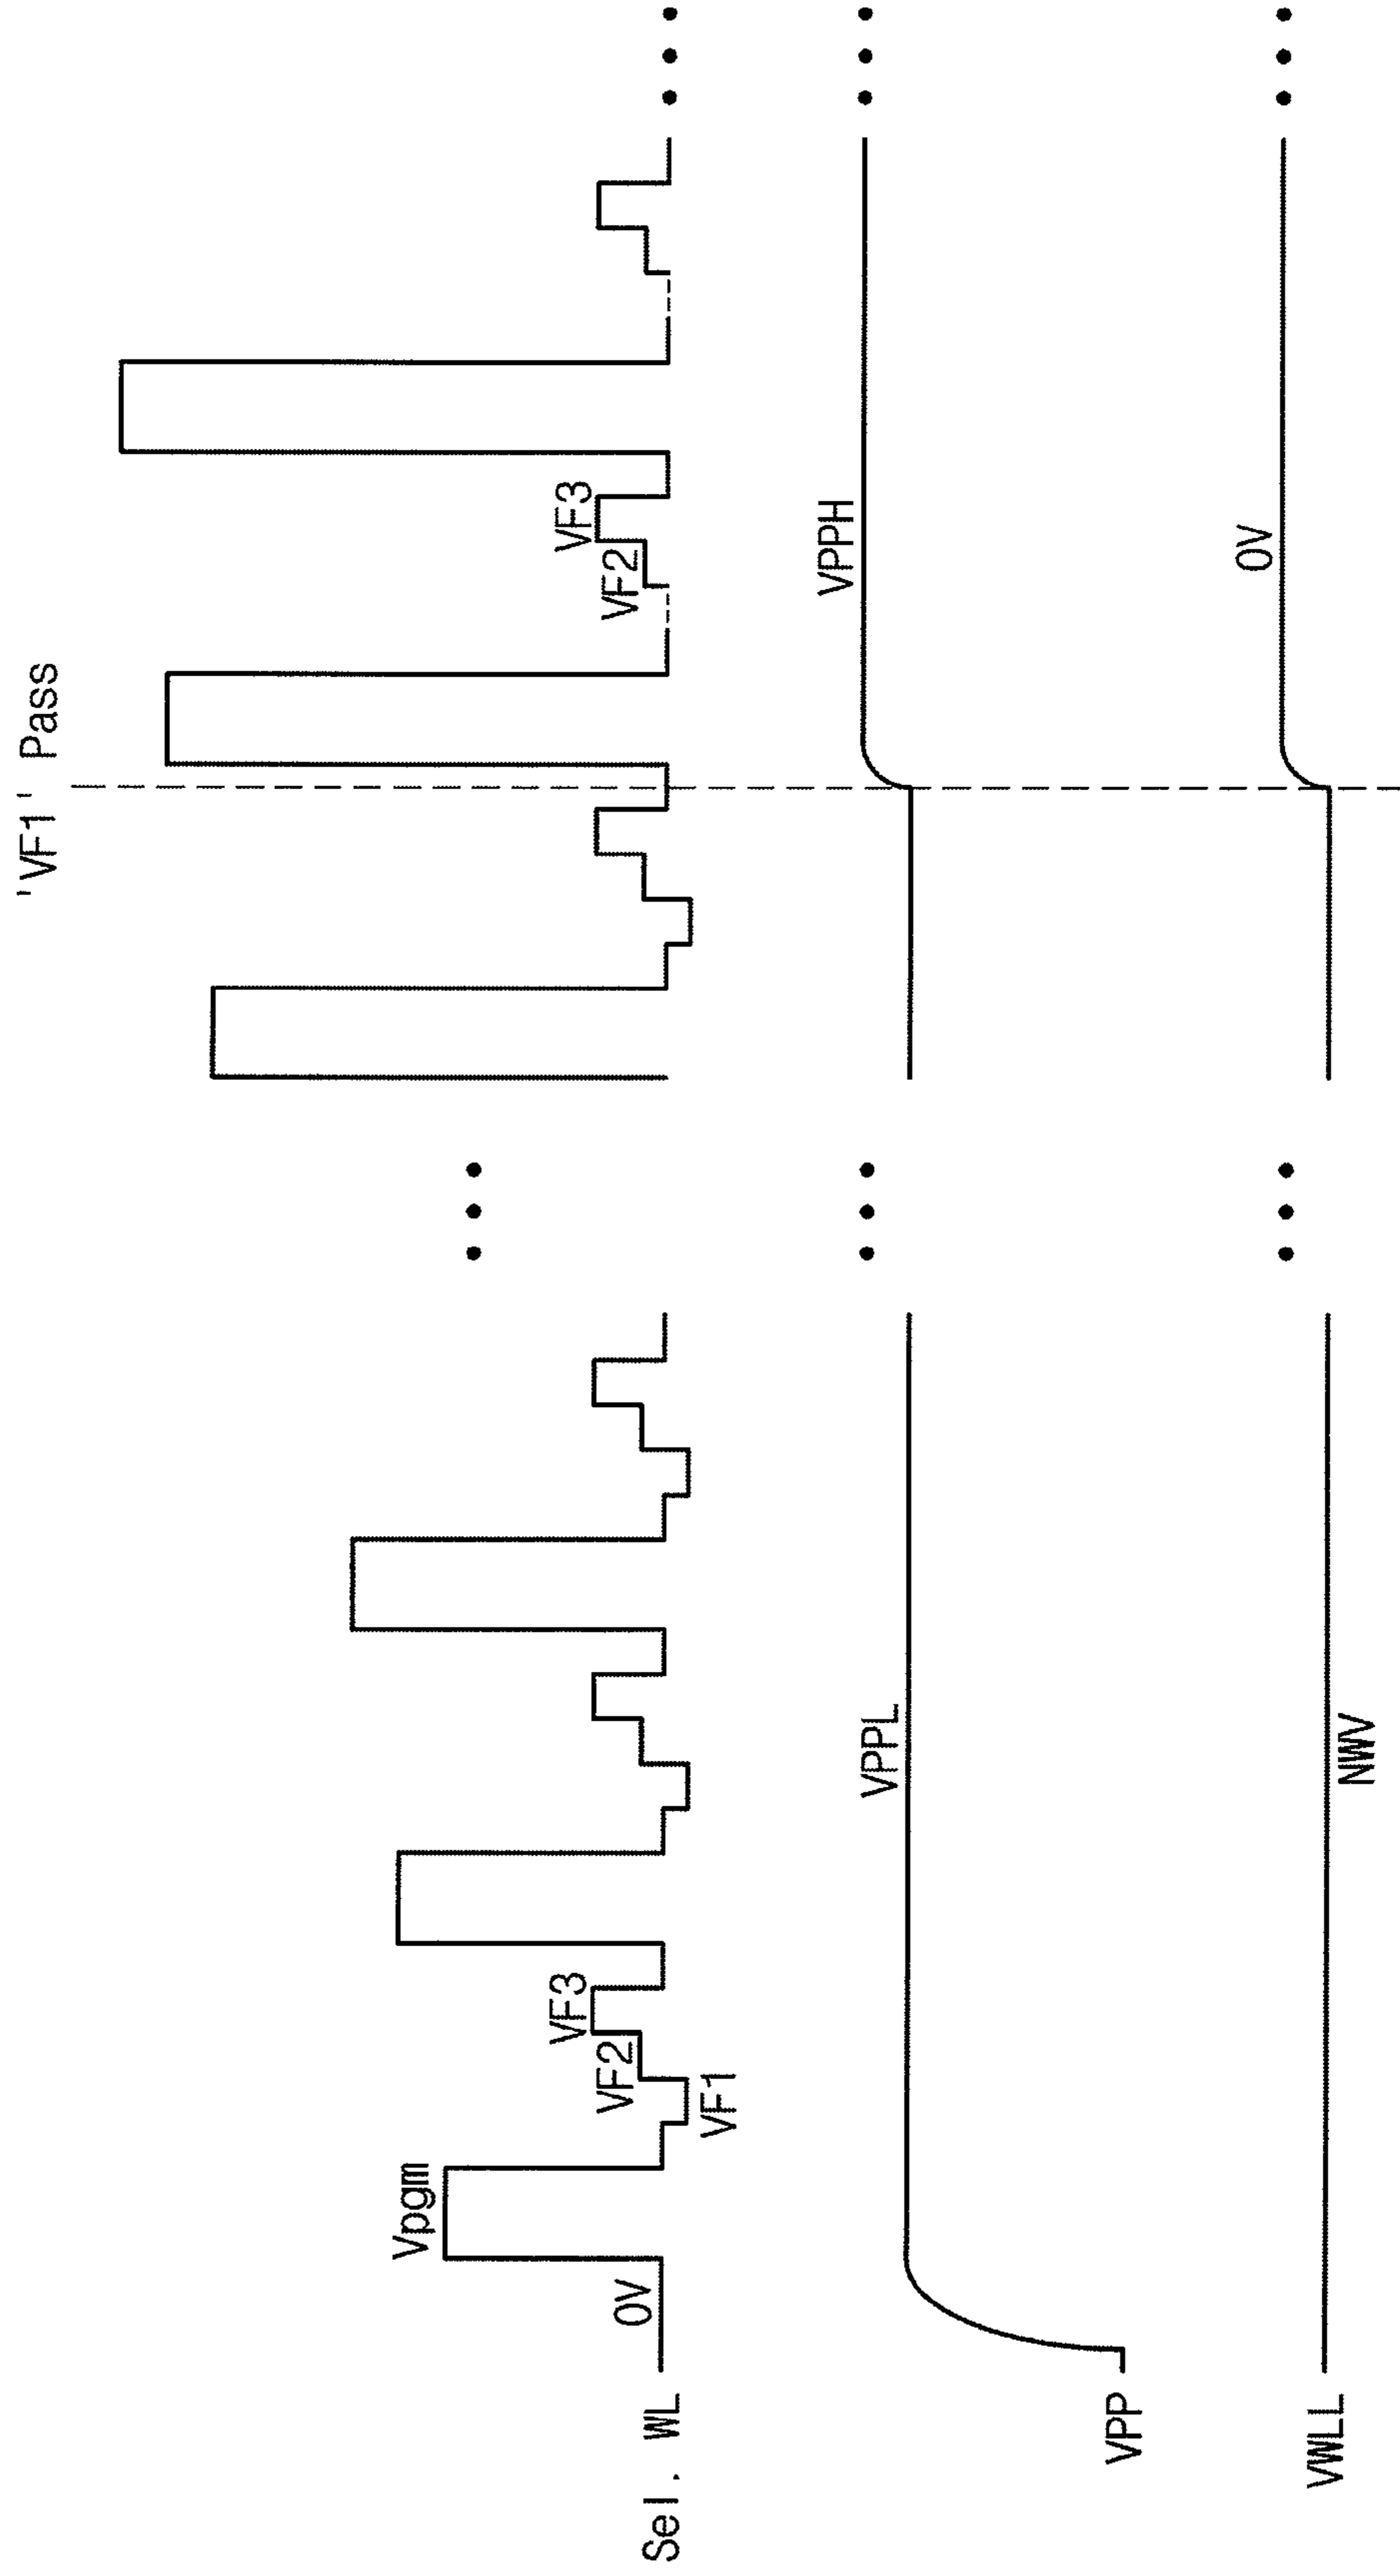 'VF1' Pass
Sel. WL
0V
Vpgm
VF1
VF2
VF3
VF2
VF3
VPP
VPPL
VPPH
VWLL
NWV
0V